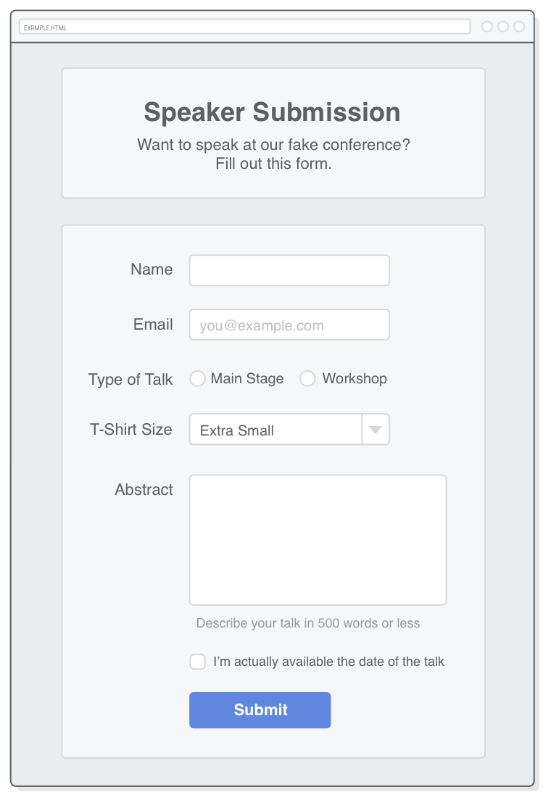 EXAMPLE.HTML
Speaker Submission
Want to speak at our fake conference?
Fill out this form.
Name
Email
you@example.com
Type of Talk
Main Stage
Workshop
T-Shirt Size
Extra Small
Abstract
Describe your talk in 500 words or less
I'm actually available the date of the talk
Submit